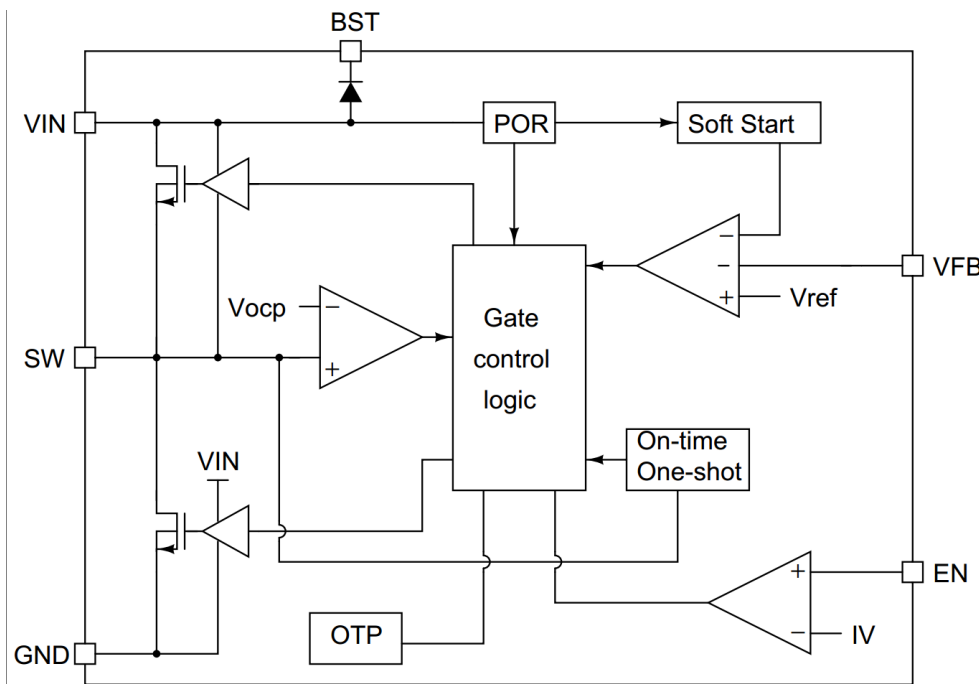 BST
VIN
POR
Soft Start
−
−
+
VFB
Vref
Vocp
−
+
Gate
control
logic
SW
On-time
One-shot
VIN
+
−
EN
IV
OTP
GND